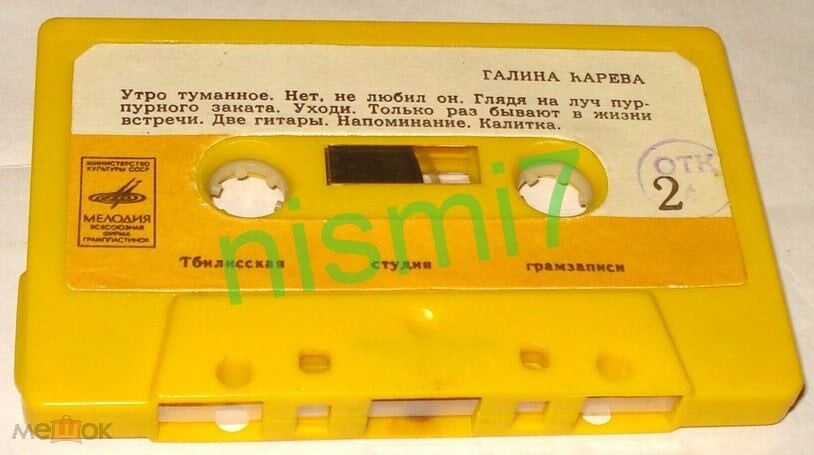 ГАЛИНА КАРЕВА
Утро туманное. Нет, не любил он. Глядя на луч пур-
пурного заката. Уходи. Только раз бывают в жизни
встречи. Две гитары. Напоминание. Калитка.
МИНИСТЕРСТВО
КУЛЬТУРЫ СССР
МЕЛОДИЯ
ВСЕСОЮЗНАЯ
ФИРМА
ГРАМПЛАСТИНОК
ОТК
2
Тбилисская студия грамзаписи
nismi7
мешок